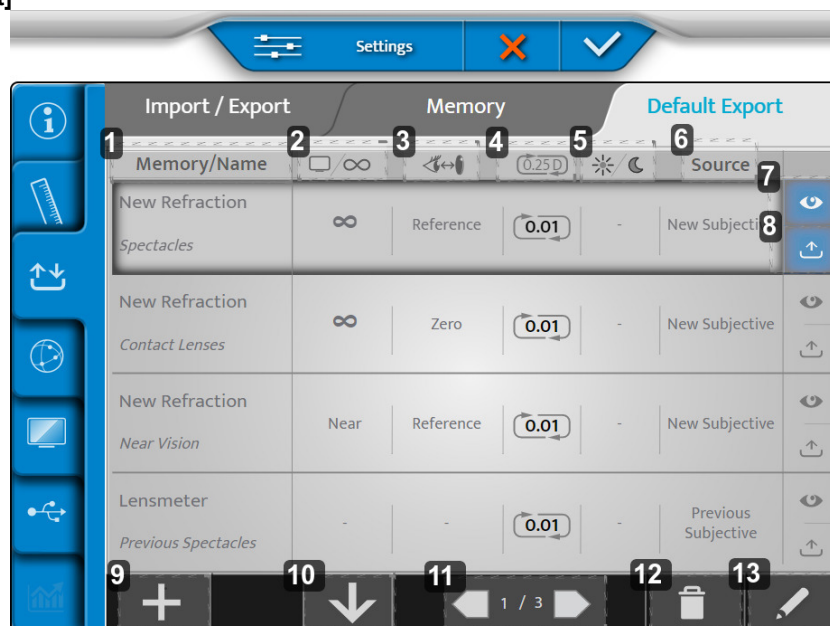 Settings
Import / Export Memory Default Export
1 2 3 4 5 6
Memory/Name 0.25 D Source
7
New Refraction
∞ Reference 0.01 - New Subjecti
8
Spectacles
New Refraction
∞ Zero 0.01 - New Subjective
Contact Lenses
New Refraction
Near Reference 0.01 - New Subjective
Near Vision
Lensmeter
- - 0.01 - Previous
Subjective
Previous Spectacles
9 10 11 12 13
1 / 3